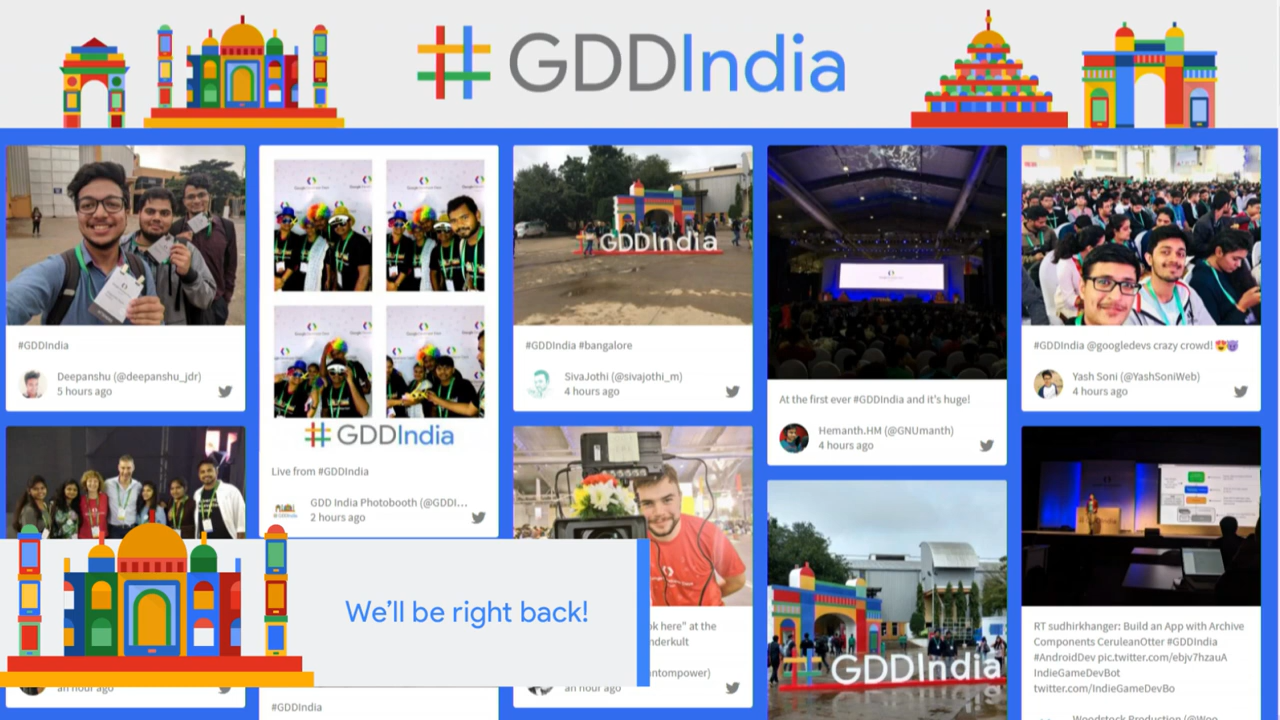 #GDDIndia
#GDDIndia
Deepanshu (@deepanshu_jdr)
5 hours ago
#GDDIndia
Live from #GDDIndia
GDD India Photobooth (@GDDI...
2 hours ago
#GDDIndia
#GDDIndia
#GDDIndia #bangalore
SivaJothi (@sivajothi_m)
4 hours ago
At the first ever #GDDIndia and it's huge!
Hemanth.HM (@GNUmanth)
4 hours ago
#GDDIndia @googledevs crazy crowd! 😍😈
Yash Soni (@YashSoniWeb)
4 hours ago
We'll be right back!
an hour ago
here" at the
an hour ago
#GDDIndia
RT sudhirkhanger: Build an App with Archive
Components CeruleanOtter #GDDIndia
#AndroidDev pic.twitter.com/ebjv7hzauA
IndieGameDevBot
twitter.com/IndieGameDevBo
Woodstock Production (@Woo...